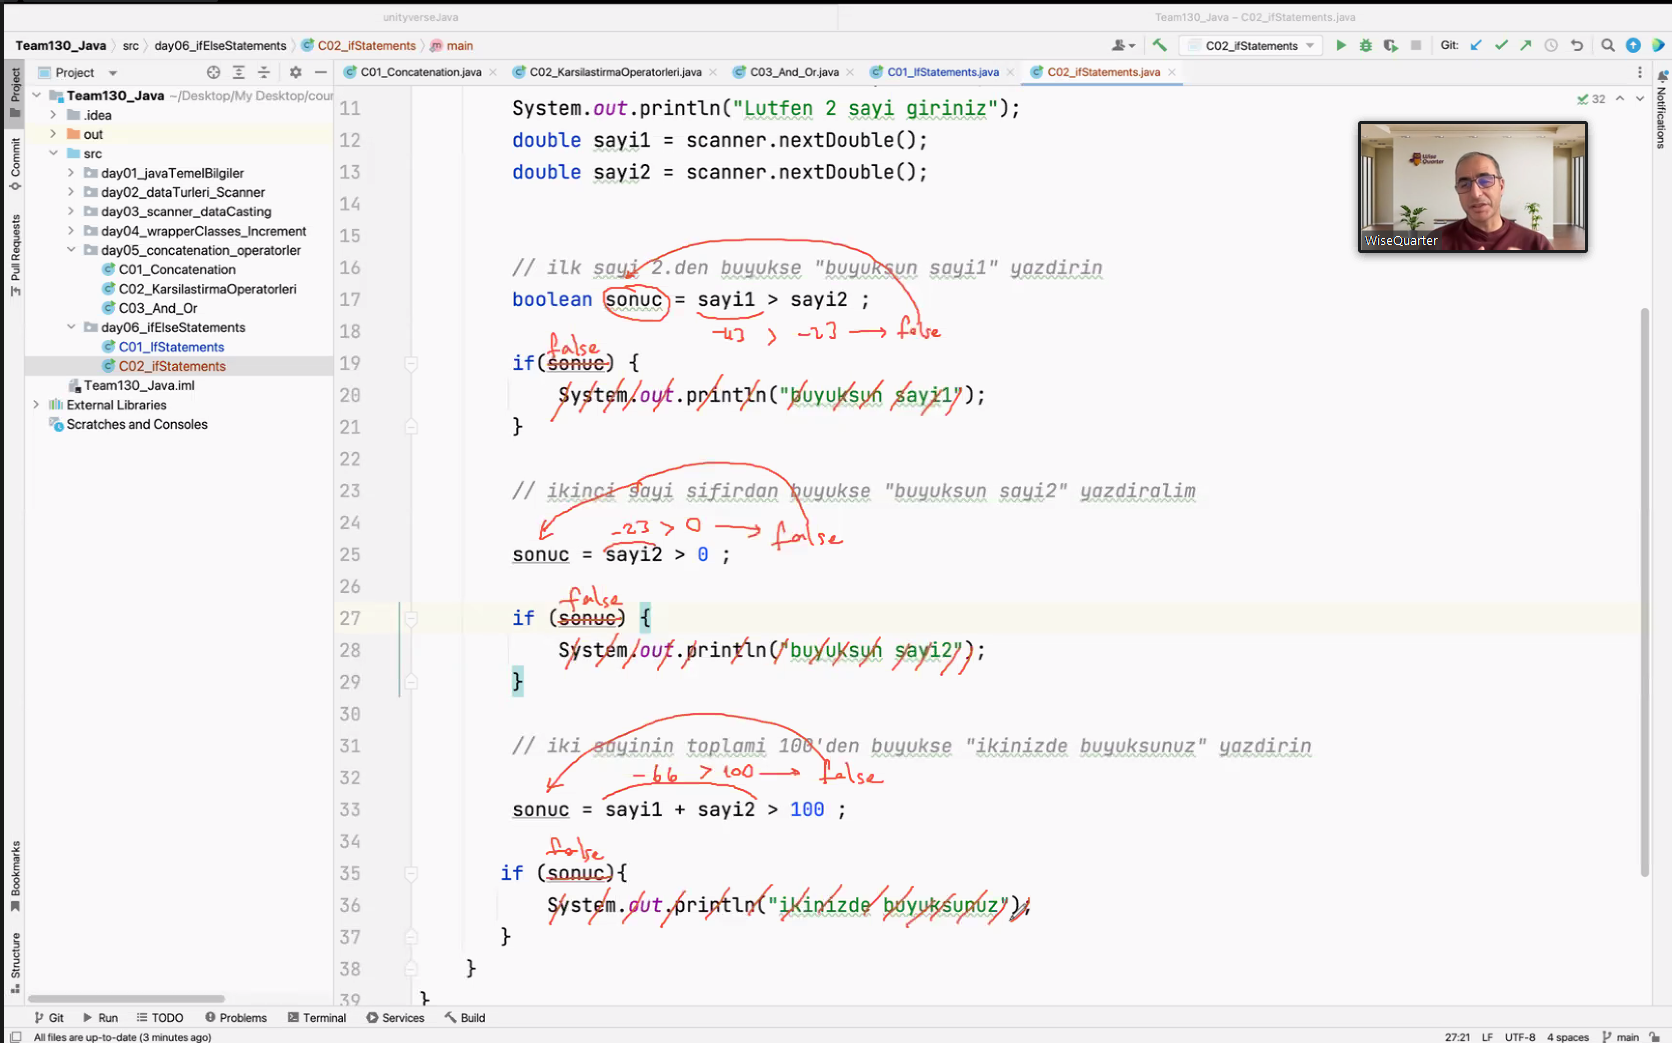 unityverseJava
Team130_Java – C02_ifStatements.java
Team130_Java > src > day06_ifElseStatements > C02_ifStatements > main
C02_ifStatements
Git:
Project
C01_Concatenation.java
C02_KarsilastirmaOperatorleri.java
C03_And_Or.java
C01_IfStatements.java
C02_ifStatements.java
Project
Commit
Pull Requests
Bookmarks
Structure
Notifications
Team130_Java ~/Desktop/My Desktop/cour
.idea
out
src
day01_javaTemelBilgiler
day02_dataTurleri_Scanner
day03_scanner_dataCasting
day04_wrapperClasses_Increment
day05_concatenation_operatorler
C01_Concatenation
C02_KarsilastirmaOperatorleri
C03_And_Or
day06_ifElseStatements
C01_IfStatements
C02_ifStatements
Team130_Java.iml
External Libraries
Scratches and Consoles
32
Wise Quarter
WiseQuarter
11 System.out.println("Lutfen 2 sayi giriniz");
12 double sayi1 = scanner.nextDouble();
13 double sayi2 = scanner.nextDouble();
14
15
16 // ilk sayi 2.den buyukse "buyuksun sayi1" yazdirin
17 boolean sonuc = sayi1 > sayi2 ;
18 -43 > -23 → false
false
19 if(sonuc) {
20 System.out.println("buyuksun sayi1");
21 }
22
23 // ikinci sayi sifirdan buyukse "buyuksun sayi2" yazdiralim
24 -23 > 0 → false
25 sonuc = sayi2 > 0 ;
26 false
27 if (sonuc) {
28 System.out.println("buyuksun sayi2");
29 }
30
31 // iki sayinin toplami 100'den buyukse "ikinizde buyuksunuz" yazdirin
32 -66 > 100 → false
33 sonuc = sayi1 + sayi2 > 100 ;
34 false
35 if (sonuc){
36 System.out.println("ikinizde buyuksunuz");
37 }
38 }
39 }
Git Run TODO Problems Terminal Services Build
All files are up-to-date (3 minutes ago)
27:21 LF UTF-8 4 spaces main